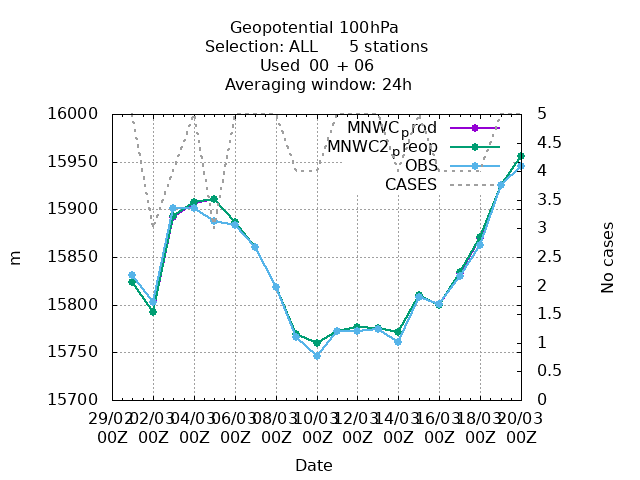 Geopotential 100hPa
Selection: ALL 5 stations
Used 00 + 06
Averaging window: 24h
MNWC_prod
MNWC2_preop
OBS
CASES
16000
15950
15900
15850
15800
15750
15700
m
5
4.5
4
3.5
3
2.5
2
1.5
1
0.5
0
No cases
29/02 02/03 04/03 06/03 08/03 10/03 12/03 14/03 16/03 18/03 20/03
00Z 00Z 00Z 00Z 00Z 00Z 00Z 00Z 00Z 00Z 00Z
Date